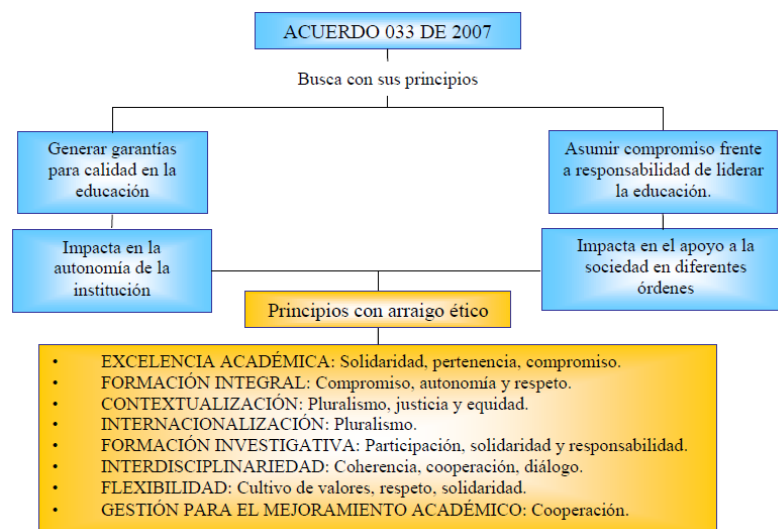 ACUERDO 033 DE 2007
Busca con sus principios
Generar garantías
para calidad en la
educación
Asumir compromiso frente
a responsabilidad de liderar
la educación.
Impacta en la
autonomía de la
institución
Impacta en el apoyo a la
sociedad en diferentes
órdenes
Principios con arraigo ético
• EXCELENCIA ACADÉMICA: Solidaridad, pertenencia, compromiso.
• FORMACIÓN INTEGRAL: Compromiso, autonomía y respeto.
• CONTEXTUALIZACIÓN: Pluralismo, justicia y equidad.
• INTERNACIONALIZACIÓN: Pluralismo.
• FORMACIÓN INVESTIGATIVA: Participación, solidaridad y responsabilidad.
• INTERDISCIPLINARIEDAD: Coherencia, cooperación, diálogo.
• FLEXIBILIDAD: Cultivo de valores, respeto, solidaridad.
• GESTIÓN PARA EL MEJORAMIENTO ACADÉMICO: Cooperación.